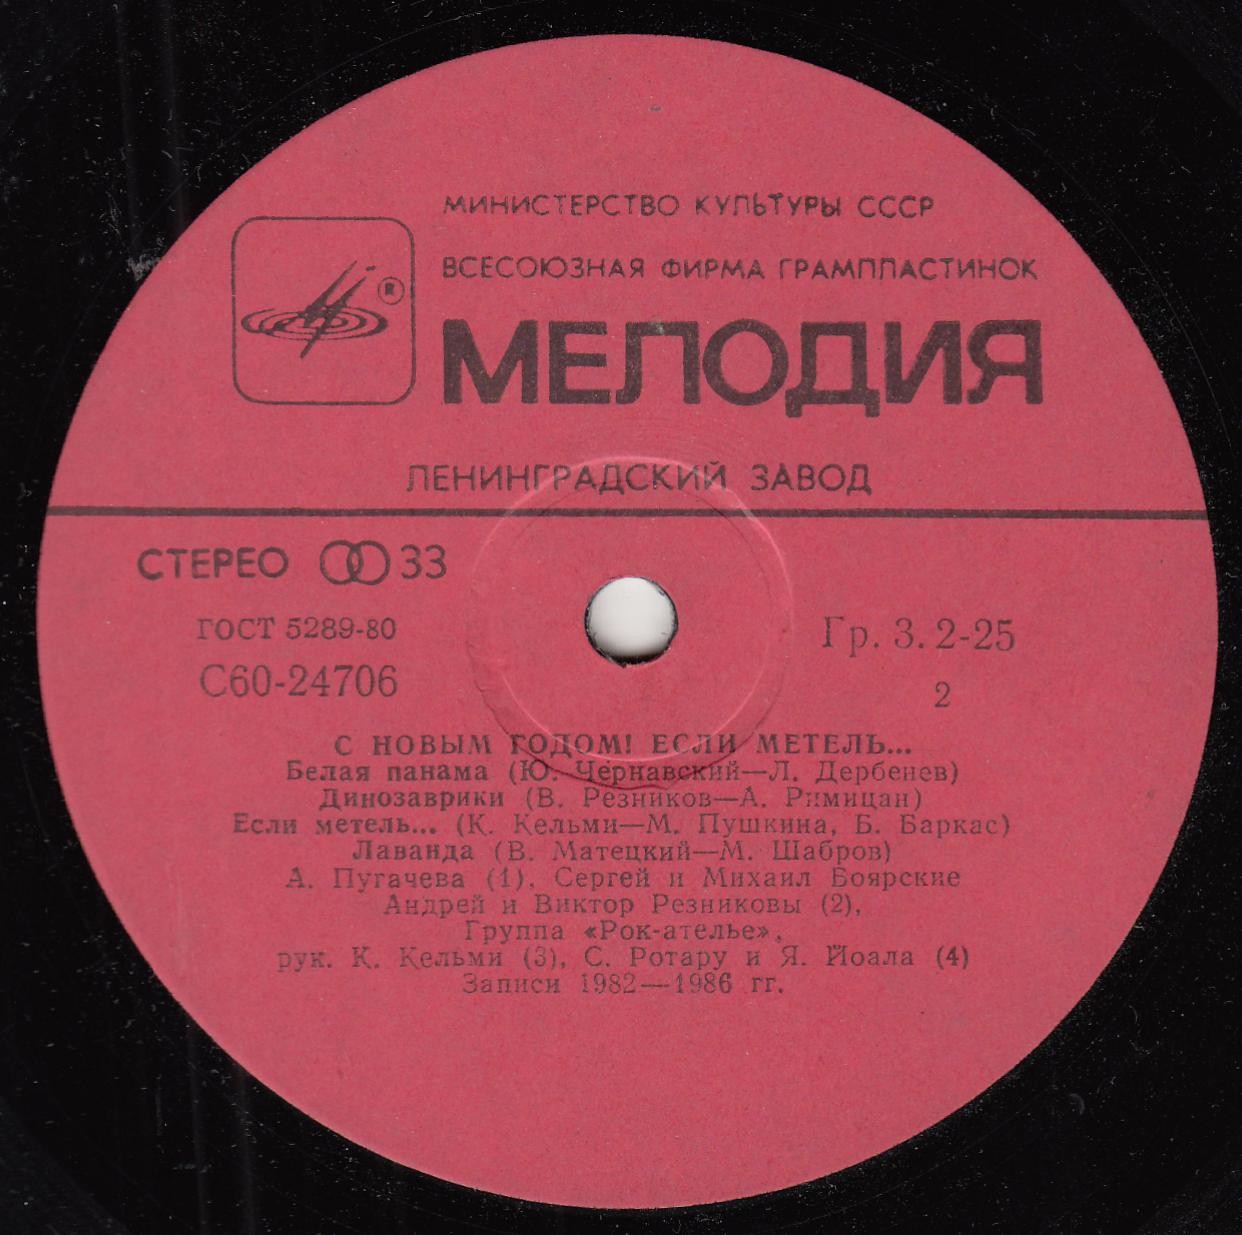 МИНИСТЕРСТВО КУЛЬТУРЫ СССР
ВСЕСОЮЗНАЯ ФИРМА ГРАМПЛАСТИНОК
®
МЕЛОДИЯ
ЛЕНИНГРАДСКИЙ ЗАВОД
СТЕРЕО 33
ГОСТ 5289-80
Гр. 3. 2-25
С60-24706
2
С НОВЫМ ГОДОМ! ЕСЛИ МЕТЕЛЬ...
Белая панама (Ю. Чернавский—Л. Дербенев)
Динозаврики (В. Резников—А. Римицан)
Если метель... (К. Кельми—М. Пушкина, Б. Баркас)
Лаванда (В. Матецкий—М. Шабров)
А. Пугачева (1), Сергей и Михаил Боярские
Андрей и Виктор Резниковы (2),
Группа «Рок-ателье»,
рук. К. Кельми (3), С. Ротару и Я. Йоала (4)
Записи 1982—1986 гг.